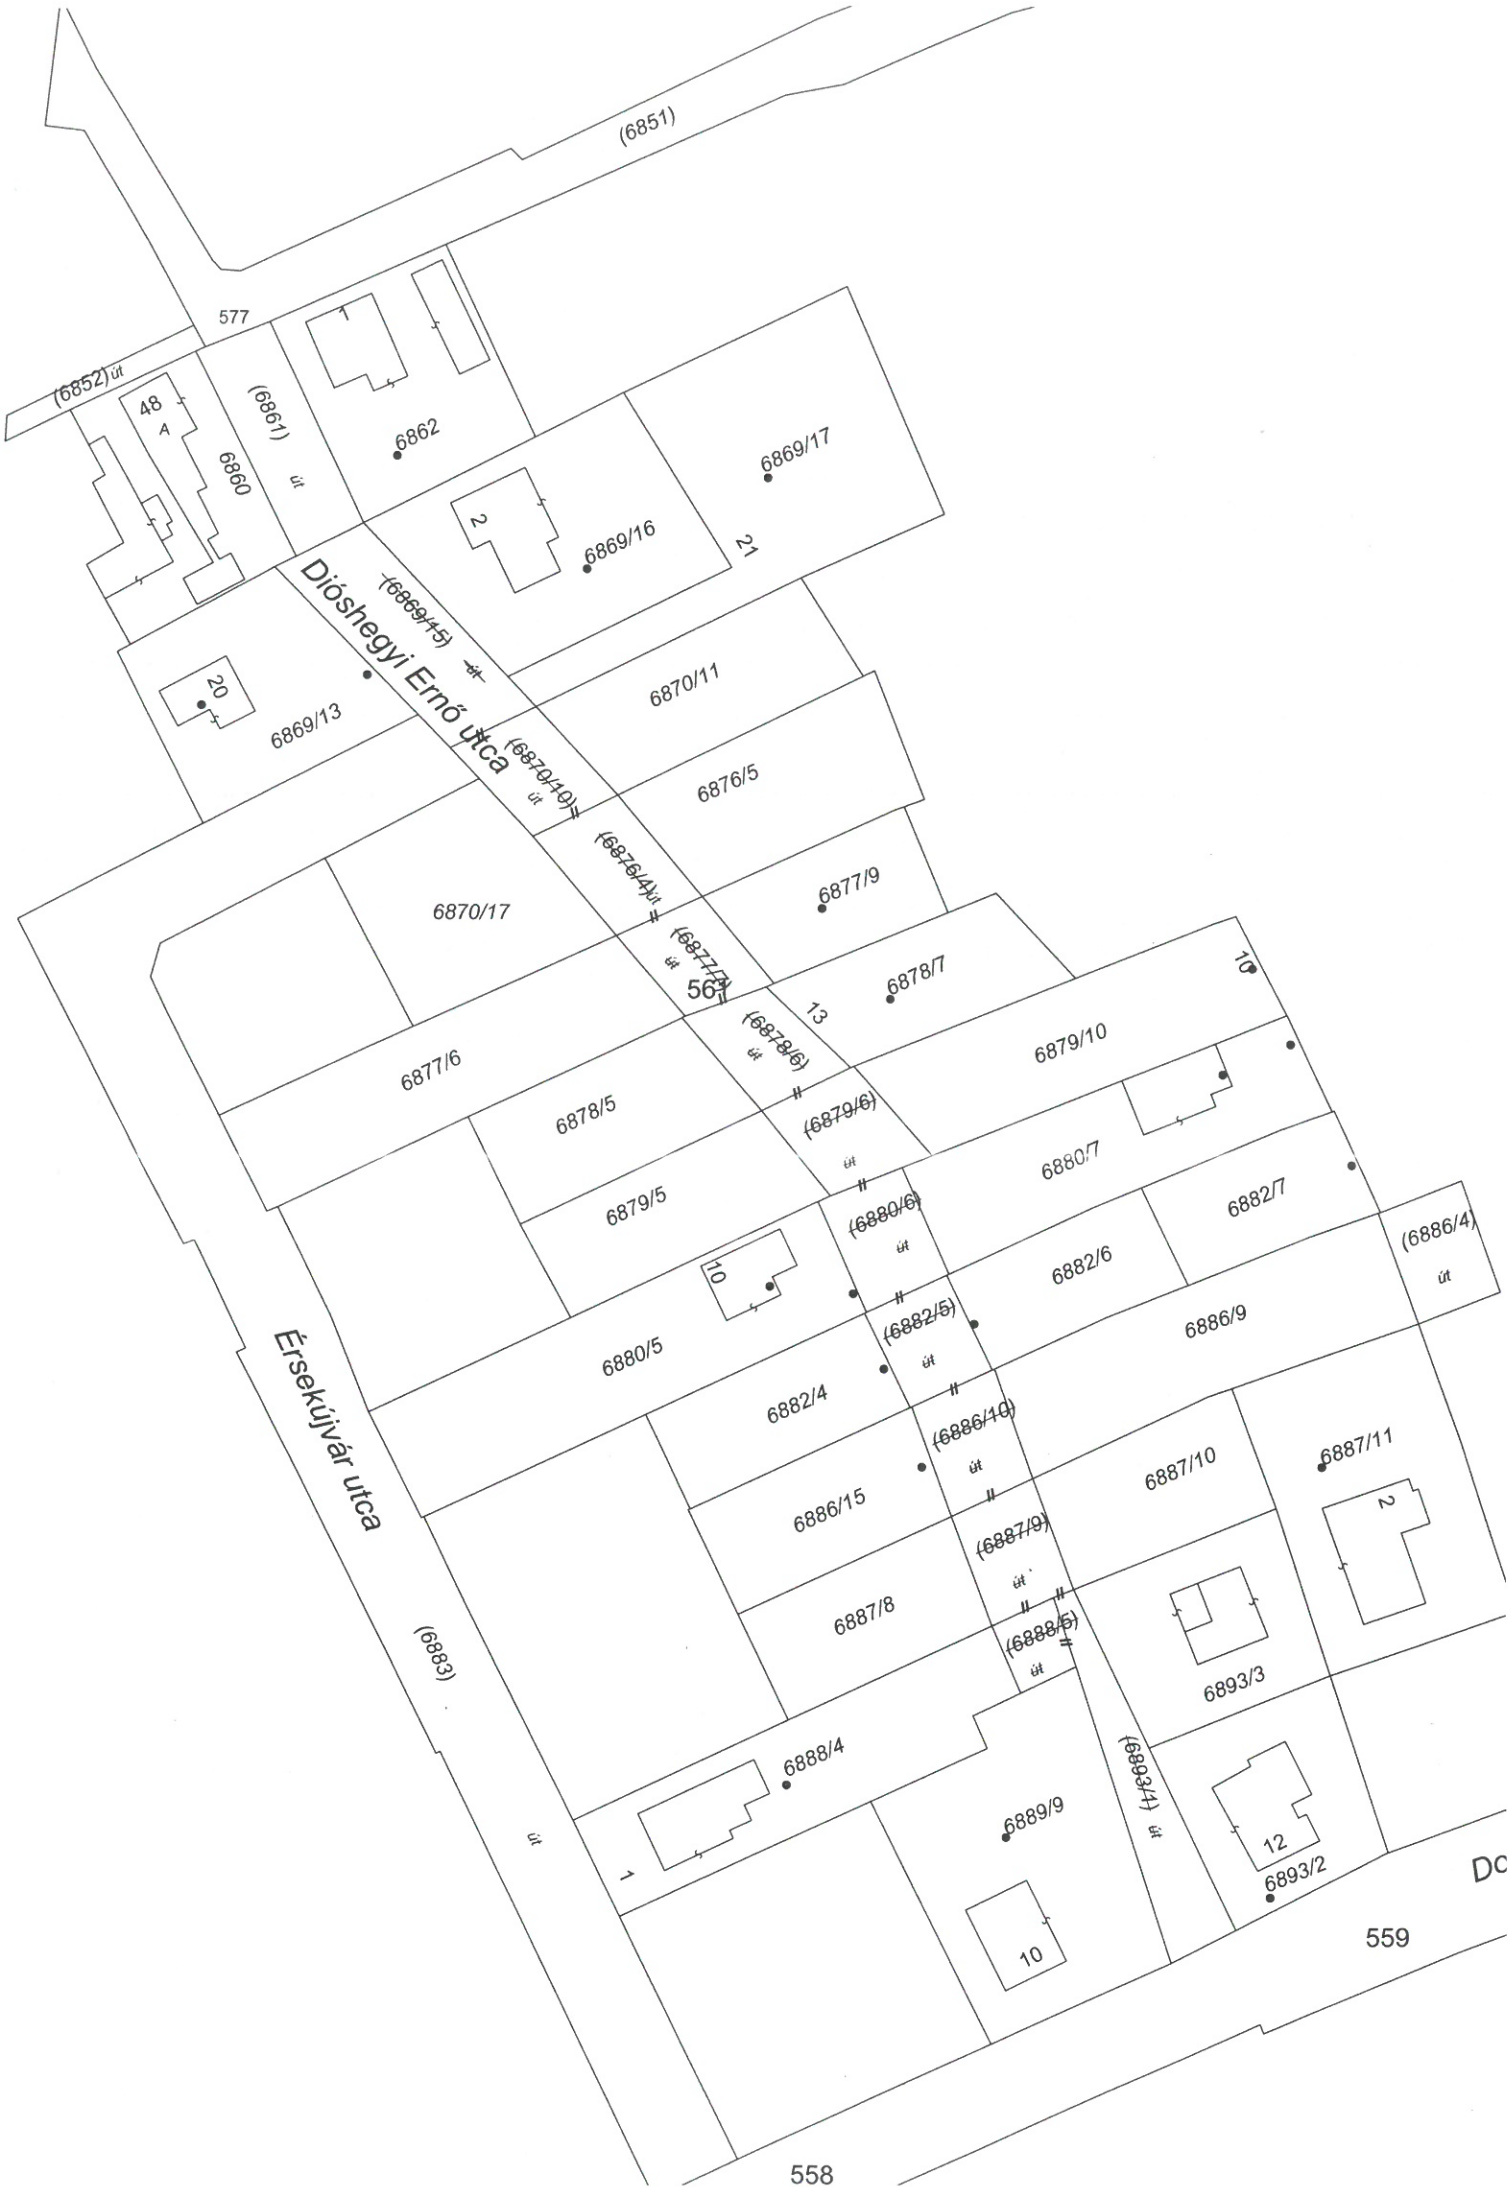 (6851)
577
(6852) út
48
A
6860
(6861)
út
1
6862
6869/17
2
6869/16
21
Dióshegyi Ernő utca
(6869/15)
út
20
6869/13
6870/11
(6870/10)
út
6876/5
(6876/4) út
6877/9
6870/17
(6877/7)
út
561
6878/7
13
10
(6878/6)
út
6879/10
6877/6
6878/5
(6879/6)
út
6880/7
6879/5
(6880/6)
út
6882/7
(6886/4)
út
10
6882/6
6880/5
(6882/5)
út
6886/9
Érsekújvár utca
6882/4
(6886/10)
út
6887/11
6887/10
2
6886/15
(6887/9)
út
6887/8
(6888/5)
út
(6883)
út
6893/3
6888/4
1
(6893/1)
út
6889/9
12
6893/2
10
Do
559
558